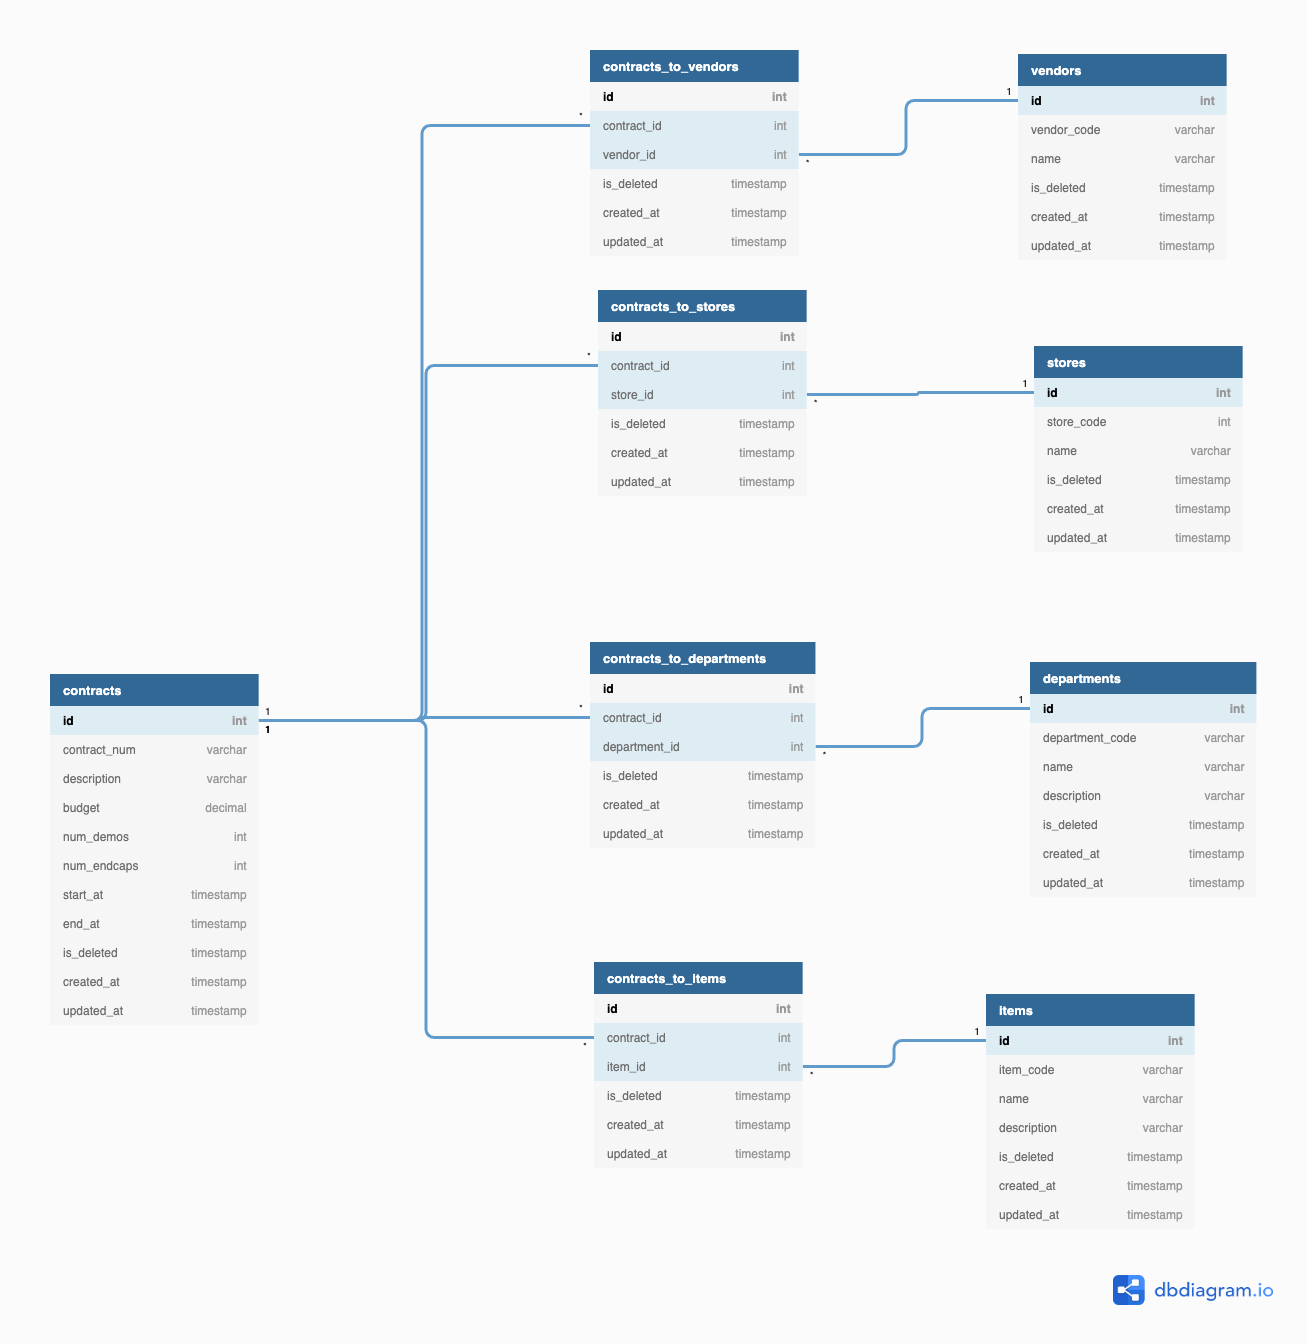 contracts_to_vendors
id int
contract_id int
vendor_id int
is_deleted timestamp
created_at timestamp
updated_at timestamp
*
*
vendors
1
id int
vendor_code varchar
name varchar
is_deleted timestamp
created_at timestamp
updated_at timestamp
contracts_to_stores
id int
contract_id int
store_id int
is_deleted timestamp
created_at timestamp
updated_at timestamp
*
*
stores
1
id int
store_code int
name varchar
is_deleted timestamp
created_at timestamp
updated_at timestamp
contracts
id int
contract_num varchar
description varchar
budget decimal
num_demos int
num_endcaps int
start_at timestamp
end_at timestamp
is_deleted timestamp
created_at timestamp
updated_at timestamp
1
1
contracts_to_departments
id int
contract_id int
department_id int
is_deleted timestamp
created_at timestamp
updated_at timestamp
*
*
departments
1
id int
department_code varchar
name varchar
description varchar
is_deleted timestamp
created_at timestamp
updated_at timestamp
contracts_to_items
id int
contract_id int
item_id int
is_deleted timestamp
created_at timestamp
updated_at timestamp
*
*
items
1
id int
item_code varchar
name varchar
description varchar
is_deleted timestamp
created_at timestamp
updated_at timestamp
dbdiagram.io